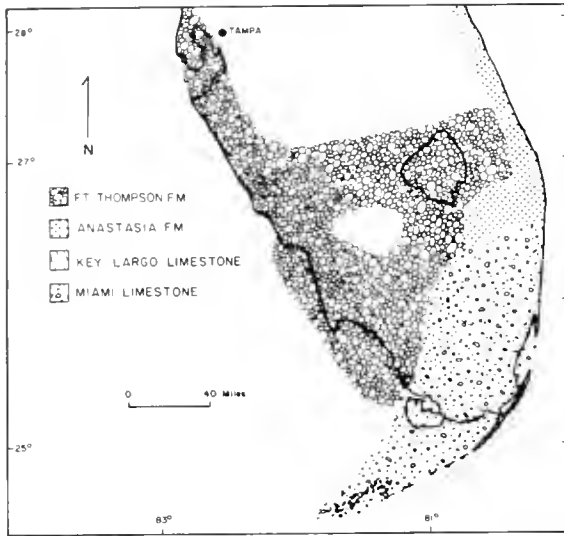 28°
TAMPA
27°
N
FT THOMPSON FM
ANASTASIA FM
KEY LARGO LIMESTONE
MIAMI LIMESTONE
0 40 Miles
25°
83° 81°